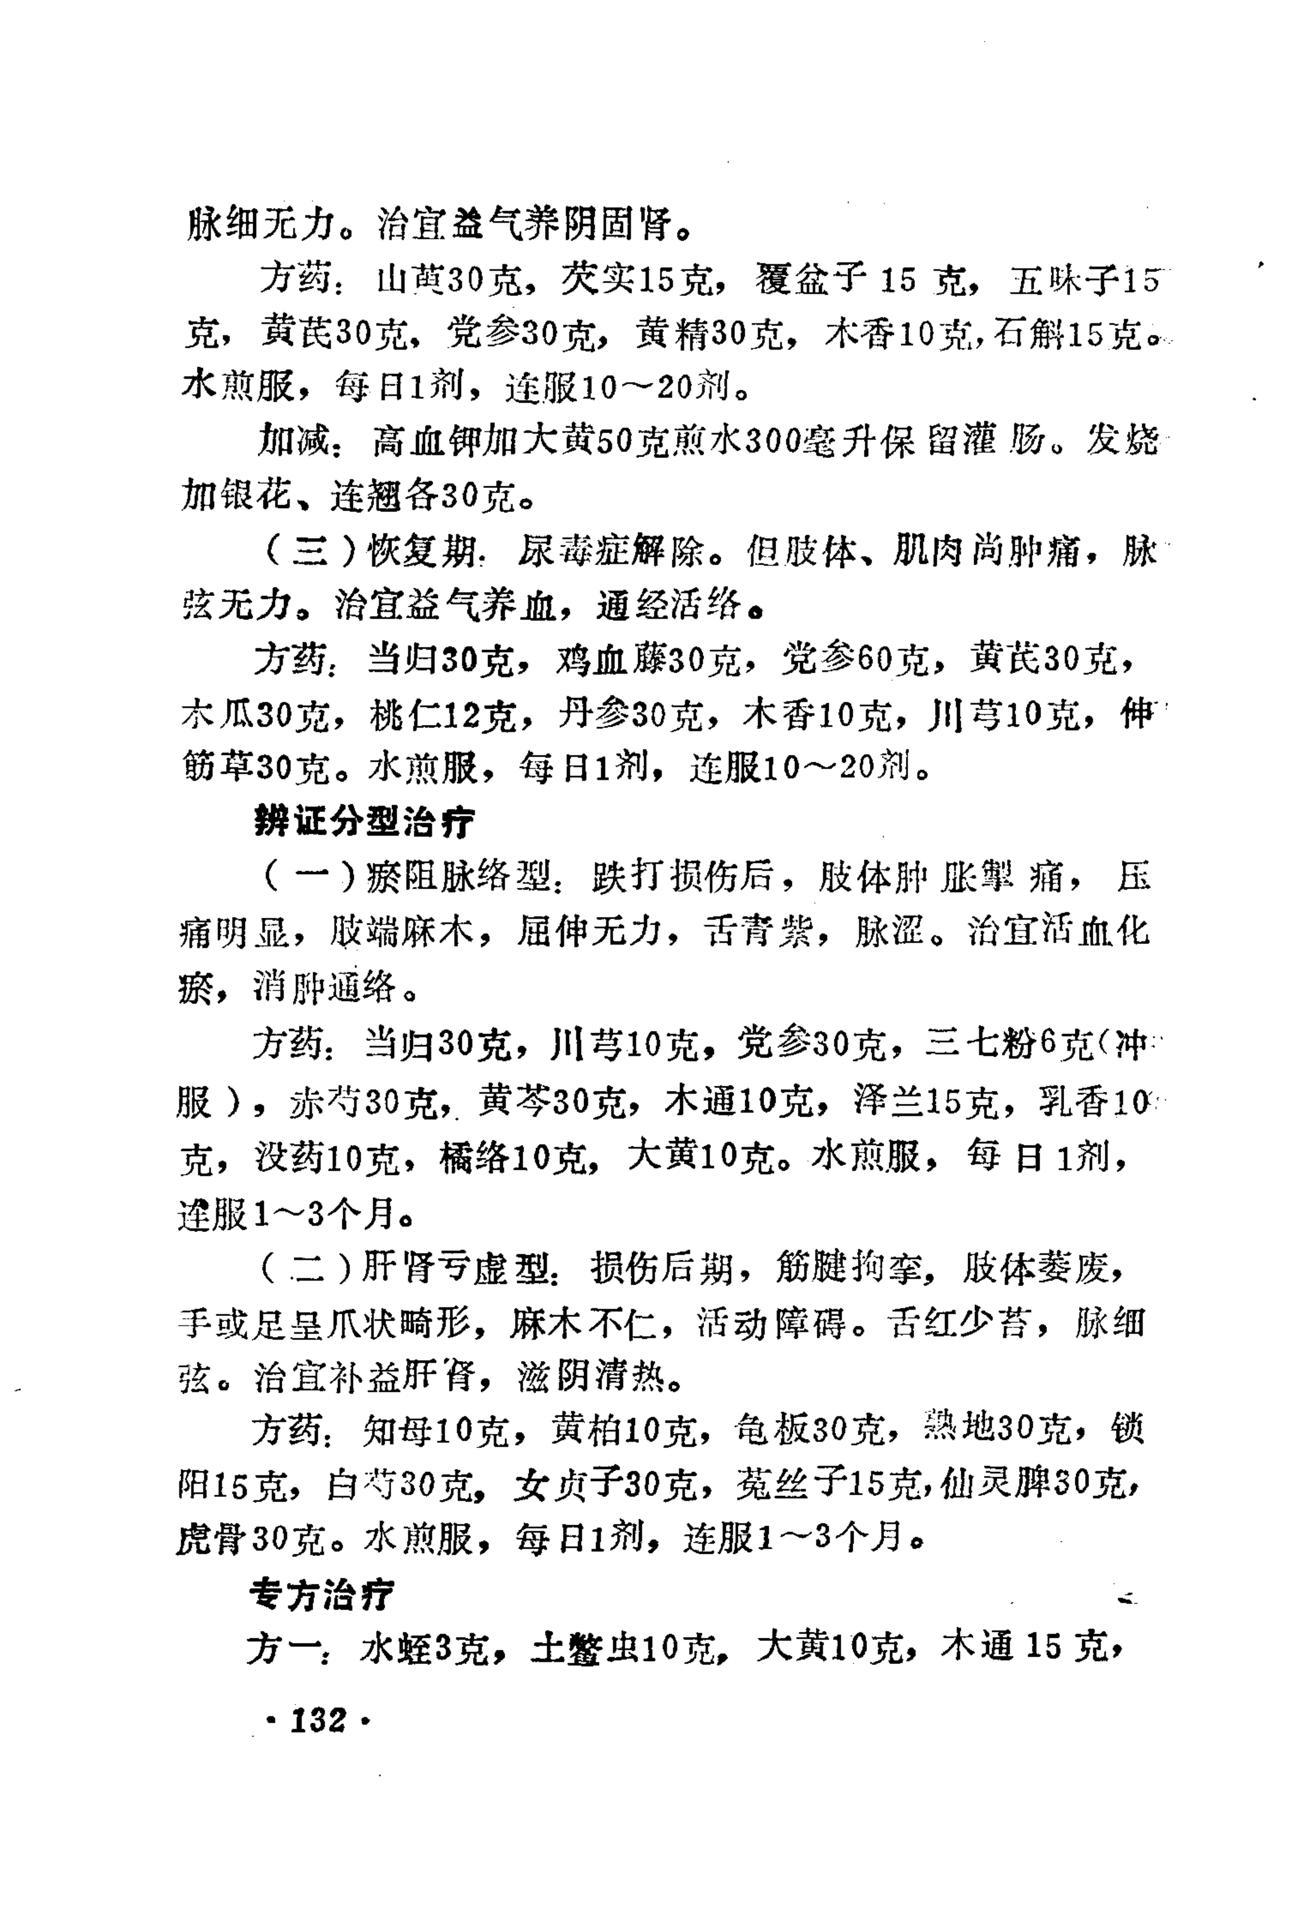 脉细无力。治宜益气养阴固肾。
方药：山萸30克，芡实15克，覆盆子15克，五味子15
克，黄芪30克，党参30克，黄精30克，木香10克，石斛15克。
水煎服，每日1剂，连服10～20剂。
加减：高血钾加大黄50克煎水300毫升保留灌肠。发烧
加银花、连翘各30克。
（三）恢复期：尿毒症解除。但肢体、肌肉尚肿痛，脉
弦无力。治宜益气养血，通经活络。
方药：当归30克，鸡血藤30克，党参60克，黄芪30克，
木瓜30克，桃仁12克，丹参30克，木香10克，川芎10克，伸
筋草30克。水煎服，每日1剂，连服10～20剂。
辨证分型治疗
（一）瘀阻脉络型：跌打损伤后，肢体肿胀掣痛，压
痛明显，肢端麻木，屈伸无力，舌青紫，脉涩。治宜活血化
瘀，消肿通络。
方药：当归30克，川芎10克，党参30克，三七粉6克（冲
服），赤芍30克，黄芩30克，木通10克，泽兰15克，乳香10
克，没药10克，橘络10克，大黄10克。水煎服，每日1剂，
连服1～3个月。
（二）肝肾亏虚型：损伤后期，筋腱拘挛，肢体萎废，
手或足呈爪状畸形，麻木不仁，活动障碍。舌红少苔，脉细
弦。治宜补益肝肾，滋阴清热。
方药：知母10克，黄柏10克，龟板30克，熟地30克，锁
阳15克，白芍30克，女贞子30克，菟丝子15克，仙灵脾30克，
虎骨30克。水煎服，每日1剂，连服1～3个月。
专方治疗
方一：水蛭3克，土鳖虫10克，大黄10克，木通15克，
·132·